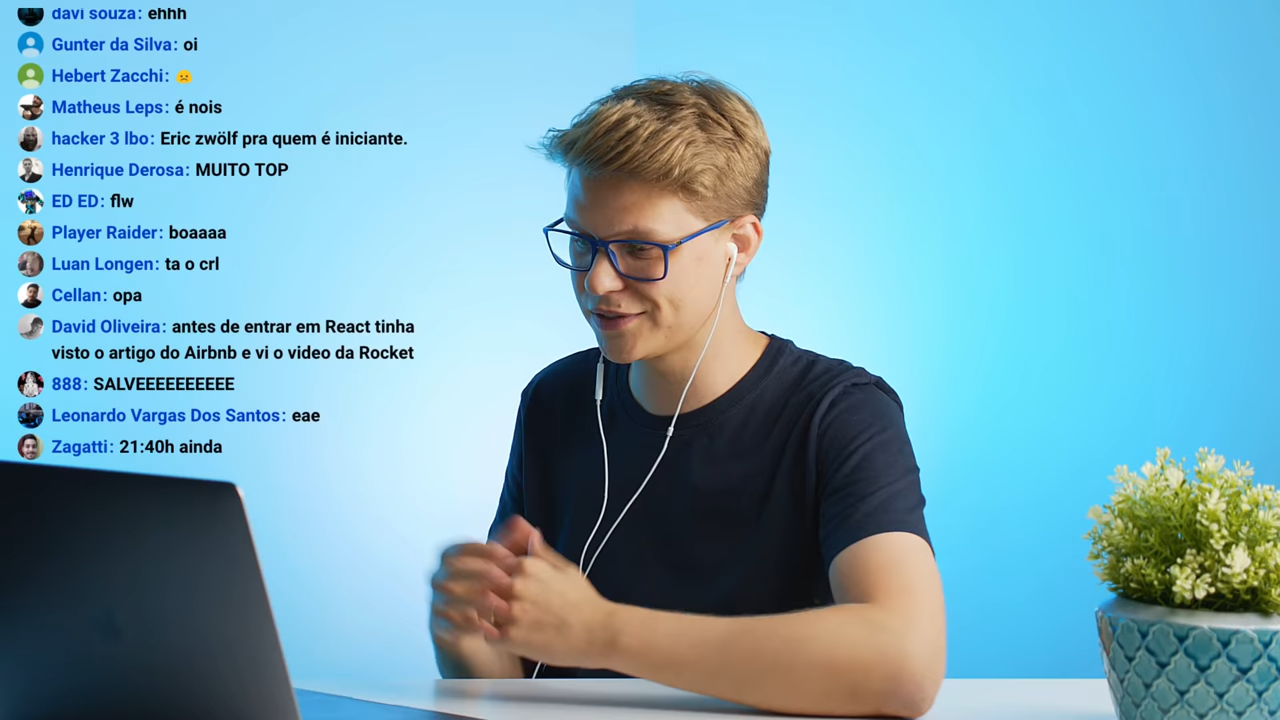 davi souza: ehhh
Gunter da Silva: oi
Hebert Zacchi: ☹️
Matheus Leps: é nois
hacker 3 lbo: Eric zwölf pra quem é iniciante.
Henrique Derosa: MUITO TOP
ED ED: flw
Player Raider: boaaaa
Luan Longen: ta o crl
Cellan: opa
David Oliveira: antes de entrar em React tinha
visto o artigo do Airbnb e vi o video da Rocket
888: SALVEEEEEEEEEE
Leonardo Vargas Dos Santos: eae
Zagatti: 21:40h ainda